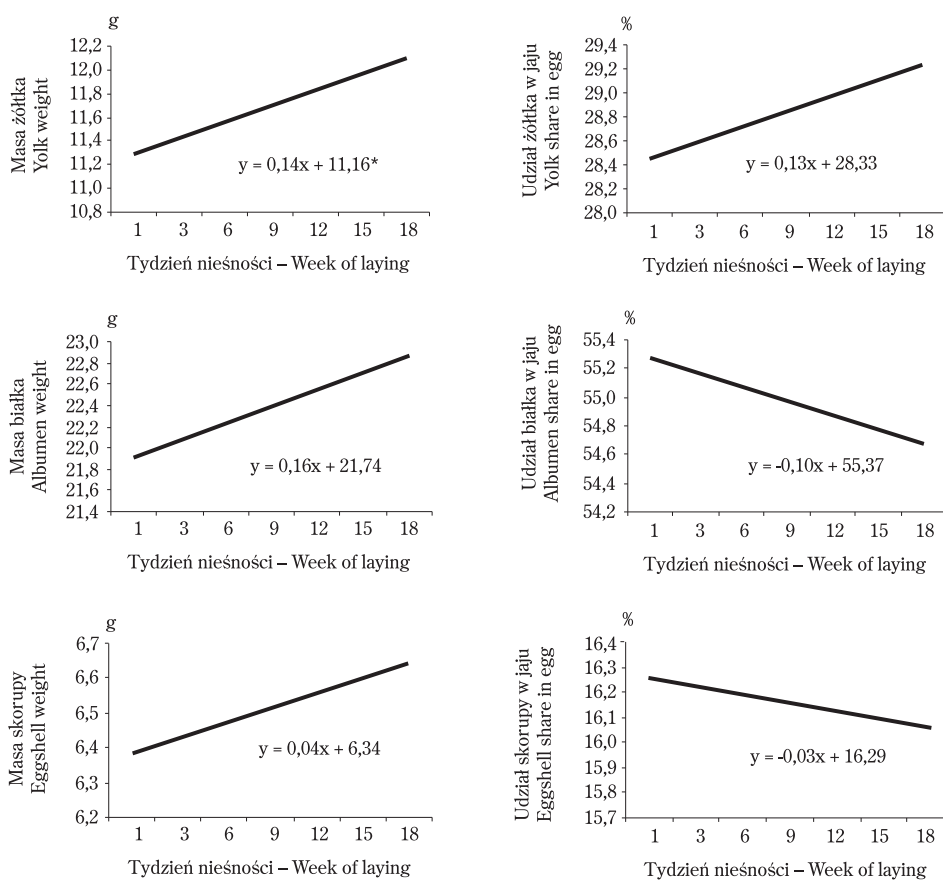 g
Masa żółtka
Yolk weight
12,2
12,0
11,8
11,6
11,4
11,2
11,0
10,8
y = 0,14x + 11,16*
1 3 6 9 12 15 18
Tydzień nieśności – Week of laying
%
Udział żółtka w jaju
Yolk share in egg
29,4
29,2
29,0
28,8
28,6
28,4
28,2
28,0
y = 0,13x + 28,33
1 3 6 9 12 15 18
Tydzień nieśności – Week of laying
g
Masa białka
Albumen weight
23,0
22,8
22,6
22,4
22,2
22,0
21,8
21,6
21,4
y = 0,16x + 21,74
1 3 6 9 12 15 18
Tydzień nieśności – Week of laying
%
Udział białka w jaju
Albumen share in egg
55,4
55,2
55,0
54,8
54,6
54,4
54,2
y = -0,10x + 55,37
1 3 6 9 12 15 18
Tydzień nieśności – Week of laying
g
Masa skorupy
Eggshell weight
6,7
6,6
6,5
6,4
6,3
6,2
y = 0,04x + 6,34
1 3 6 9 12 15 18
Tydzień nieśności – Week of laying
%
Udział skorupy w jaju
Eggshell share in egg
16,4
16,3
16,2
16,1
16,0
15,9
15,8
15,7
y = -0,03x + 16,29
1 3 6 9 12 15 18
Tydzień nieśności – Week of laying